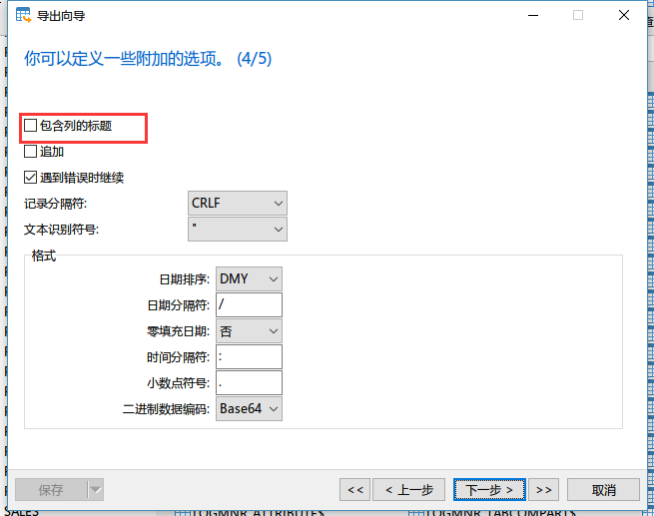 导出向导
你可以定义一些附加的选项。 (4/5)
包含列的标题
追加
遇到错误时继续
记录分隔符: CRLF
文本识别符号: "
格式
日期排序: DMY
日期分隔符: /
零填充日期: 否
时间分隔符: :
小数点符号: .
二进制数据编码: Base64
保存 << < 上一步 下一步 > >> 取消
SALES LOGMNR_ATTRIBUTE$ LOGMNR_TABCOMPART$